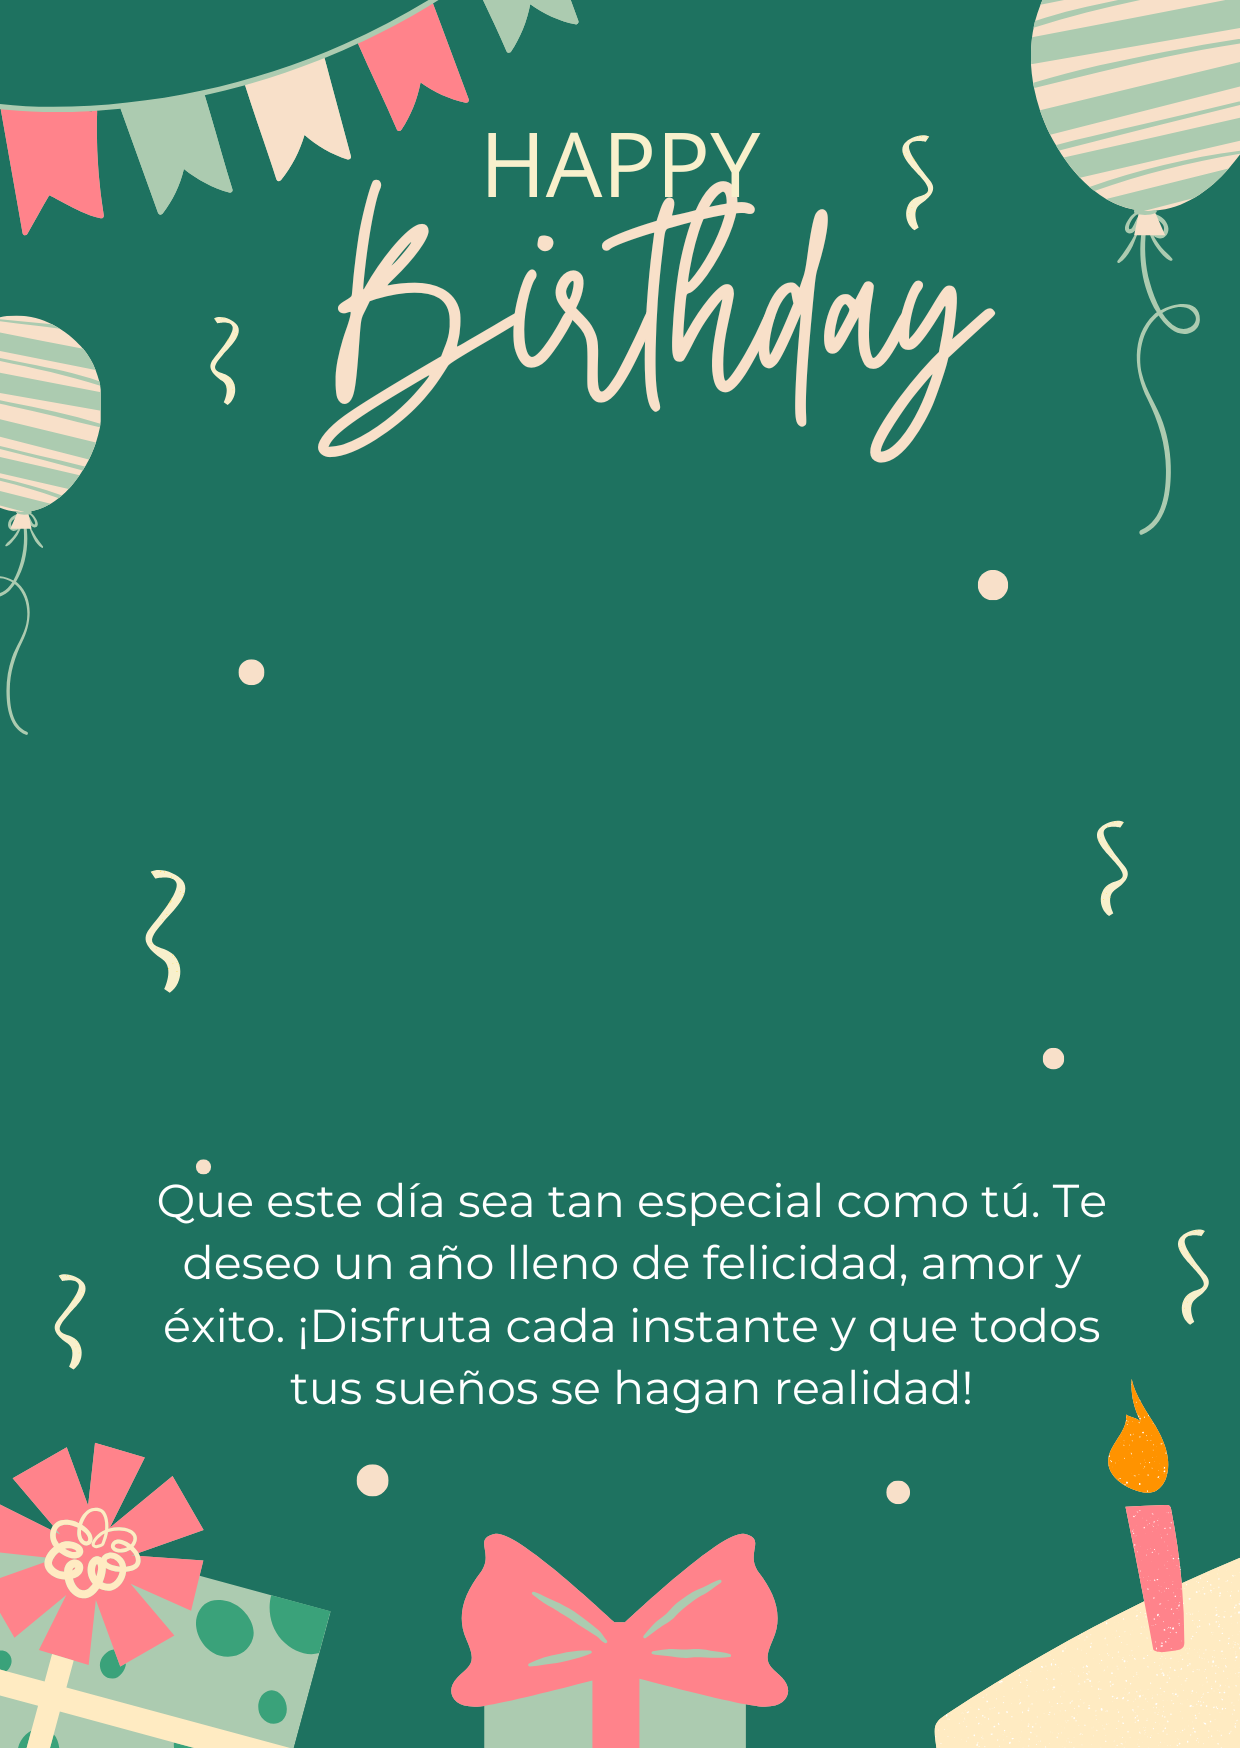 HAPPY
Birthday
Que este día sea tan especial como tú. Te
deseo un año lleno de felicidad, amor y
éxito. ¡Disfruta cada instante y que todos
tus sueños se hagan realidad!